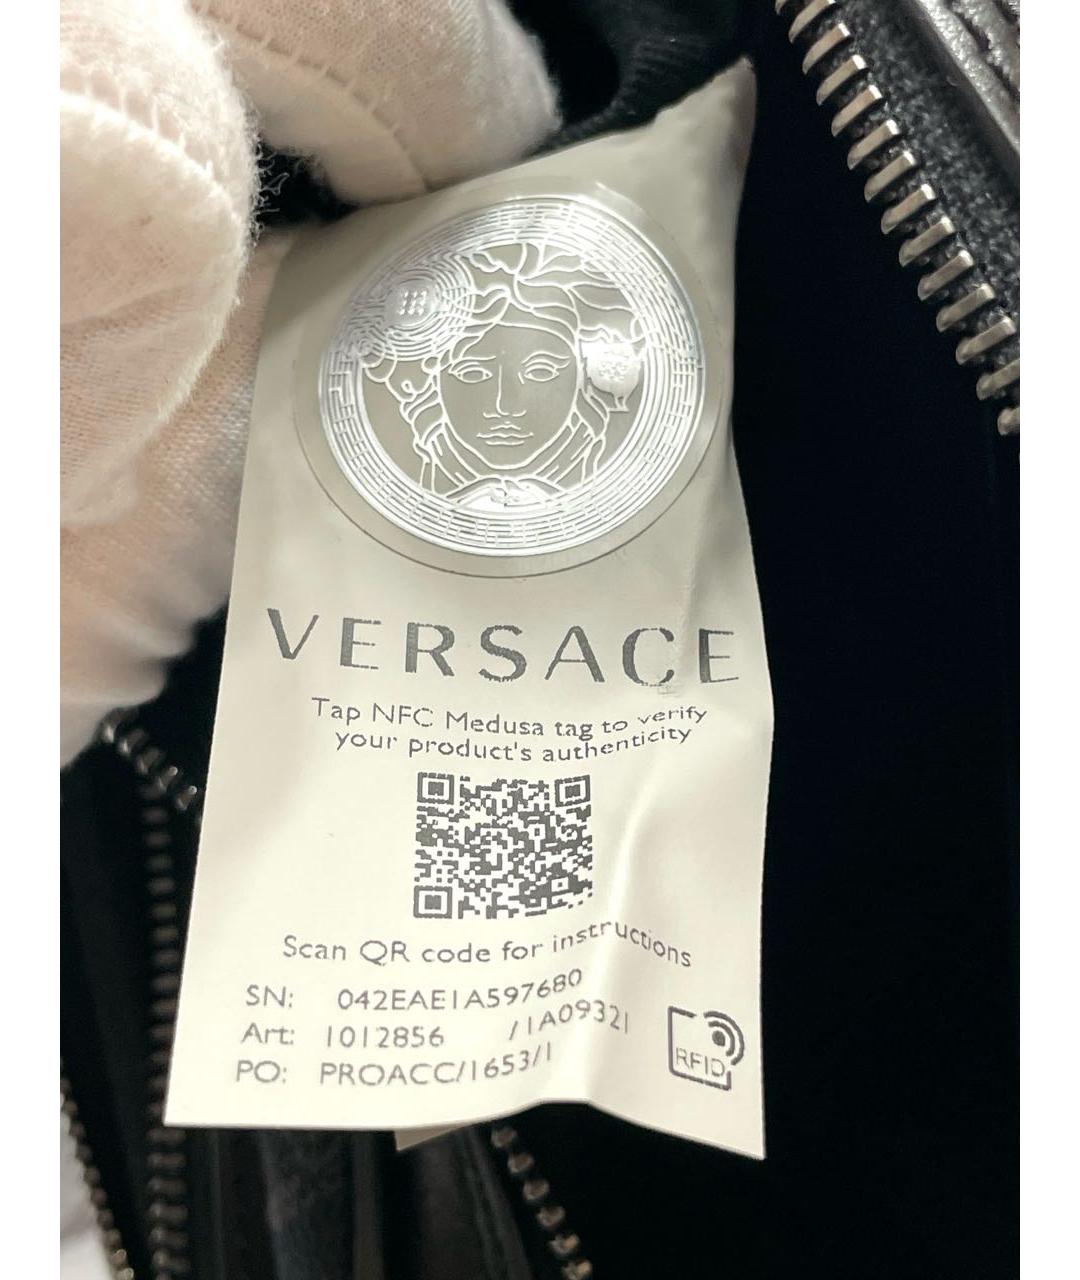 VERSACE
Tap NFC Medusa tag to verify
your product's authenticity
Scan QR code for instructions
SN: 042EAE1A597680
Art: 1012856 /1A09321
PO: PROACC/1653/1
RFID